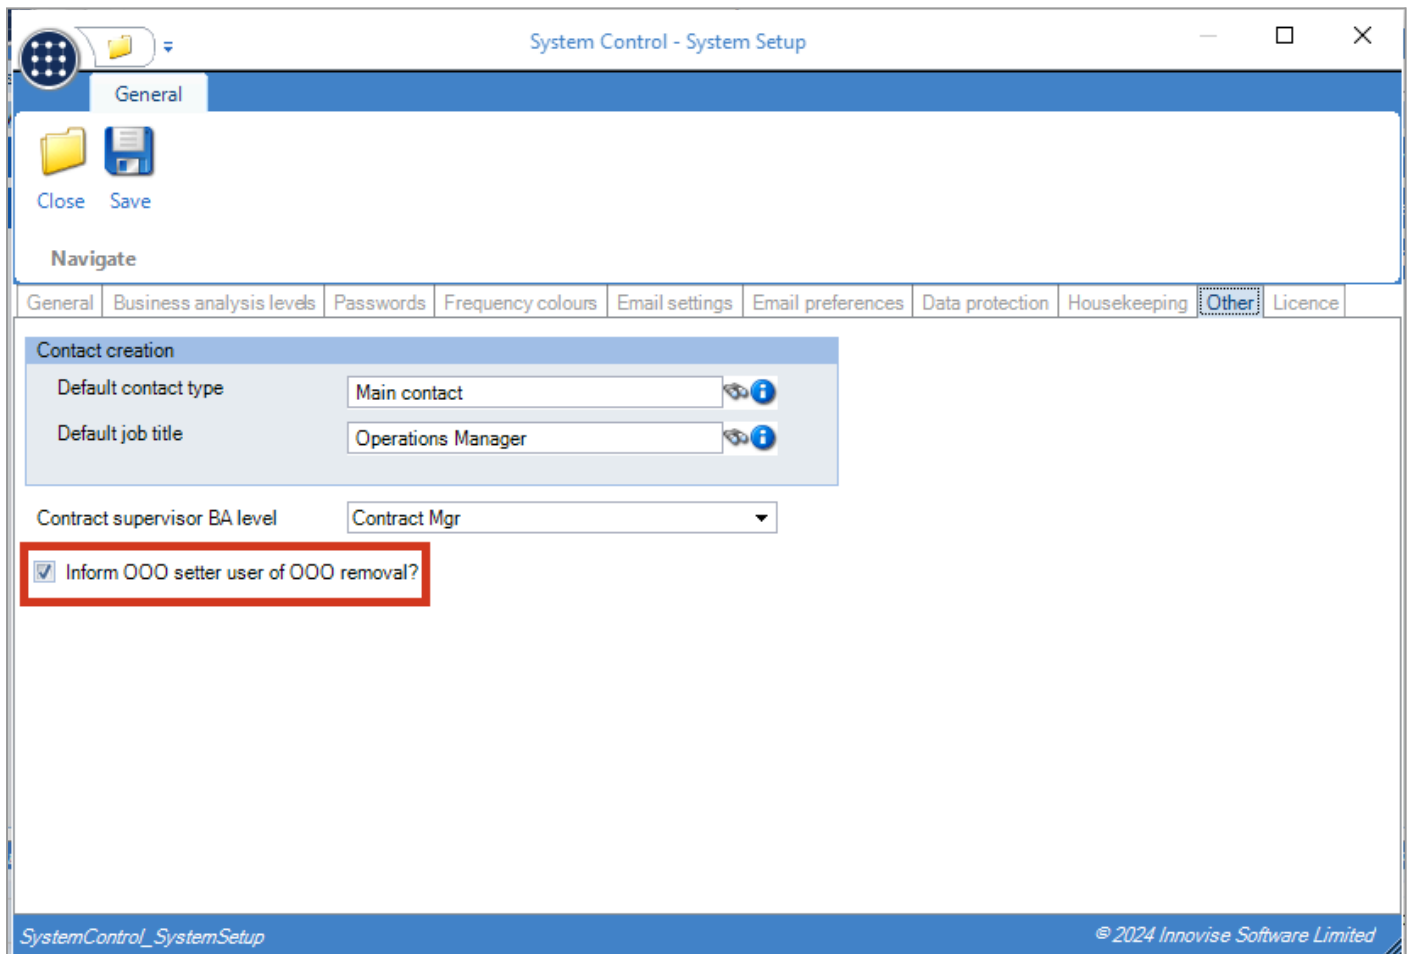 System Control - System Setup
General
Close Save
Navigate
General Business analysis levels Passwords Frequency colours Email settings Email preferences Data protection Housekeeping Other Licence
Contact creation
Default contact type Main contact
Default job title Operations Manager
Contract supervisor BA level Contract Mgr
Inform OOO setter user of OOO removal?
SystemControl_SystemSetup © 2024 Innovise Software Limited